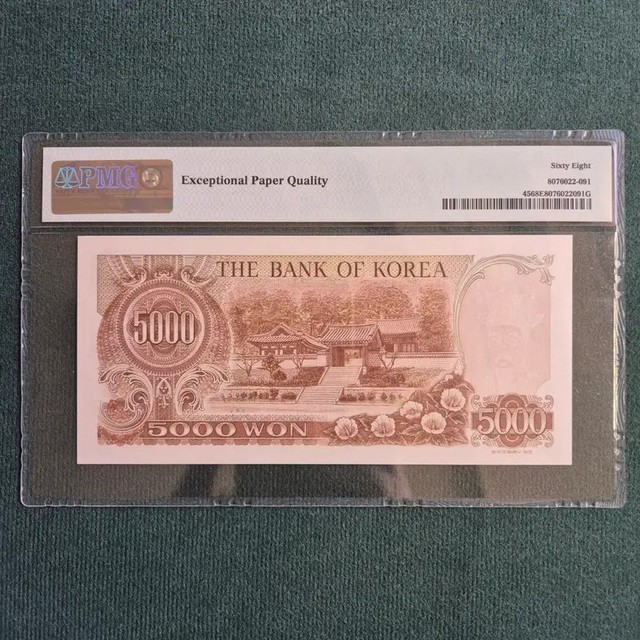 PMG
Exceptional Paper Quality
Sixty Eight
8076022-091
4568E8076022091G
THE BANK OF KOREA
5000
5000 WON
5000